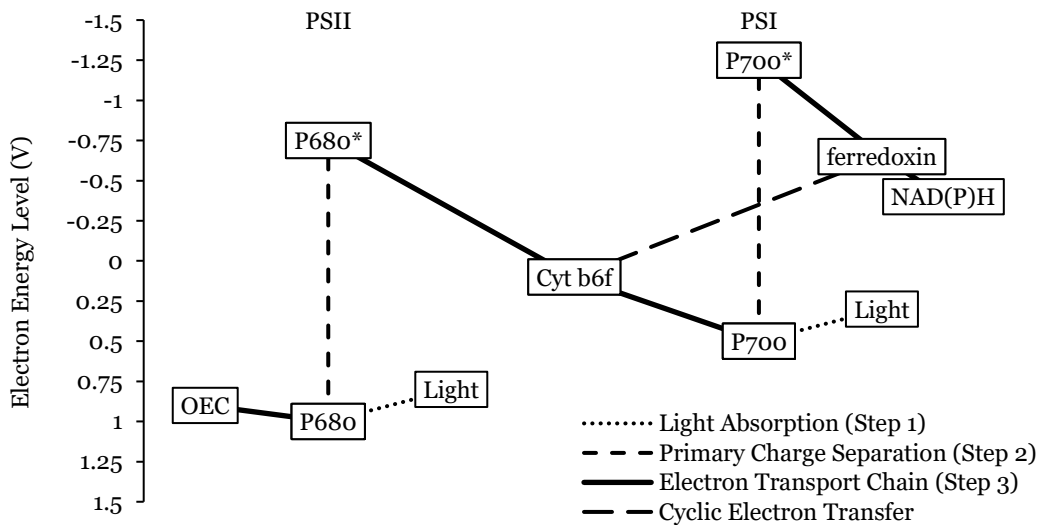 PSII
PSI
Electron Energy Level (V)
-1.5
-1.25
-1
-0.75
-0.5
-0.25
0
0.25
0.5
0.75
1
1.25
1.5
P700*
P680*
ferredoxin
NAD(P)H
Cyt b6f
Light
P700
Light
OEC
P680
Light Absorption (Step 1)
Primary Charge Separation (Step 2)
Electron Transport Chain (Step 3)
Cyclic Electron Transfer